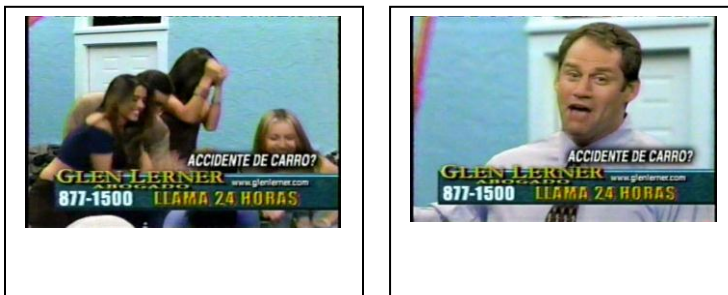 ACCIDENTE DE CARRO?
GLEN LERNER
ABOGADO www.glenlerner.com
877-1500 LLAMA 24 HORAS
ACCIDENTE DE CARRO?
GLEN LERNER
ABOGADO www.glenlerner.com
877-1500 LLAMA 24 HORAS